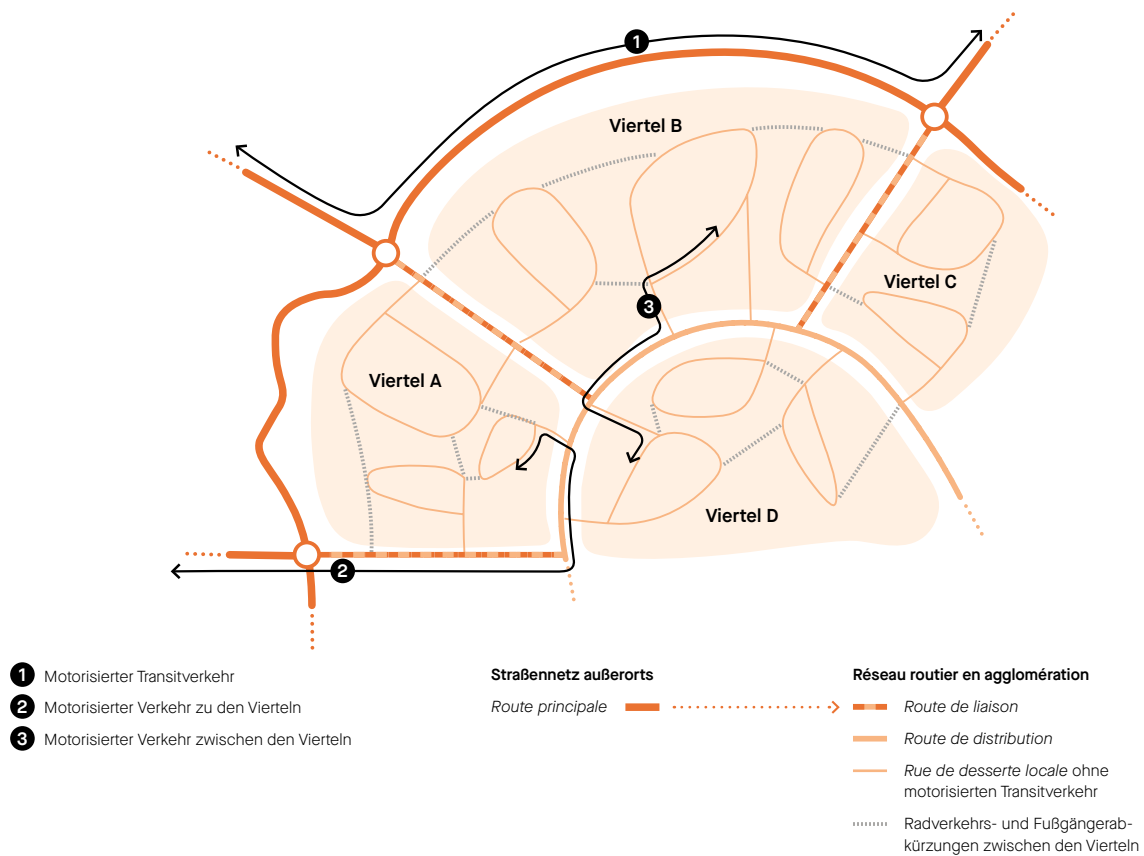 1
Viertel B
Viertel C
3
Viertel A
Viertel D
2
1 Motorisierter Transitverkehr
2 Motorisierter Verkehr zu den Vierteln
3 Motorisierter Verkehr zwischen den Vierteln
Straßennetz außerorts
Route principale
Réseau routier en agglomération
Route de liaison
Route de distribution
Rue de desserte locale ohne
motorisierten Transitverkehr
Radverkehrs- und Fußgängerab-
kürzungen zwischen den Vierteln